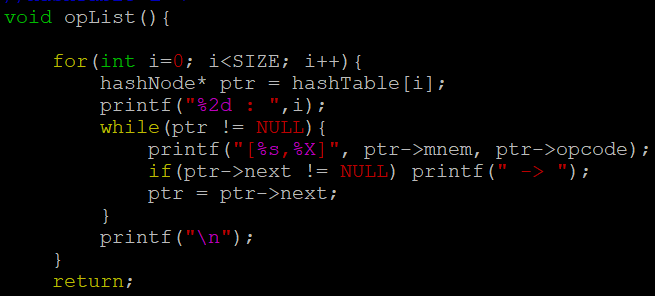 void opList(){
for(int i=0; i<SIZE; i++){
hashNode* ptr = hashTable[i];
printf("%2d : ",i);
while(ptr != NULL){
printf("[%s,%X]", ptr->mnem, ptr->opcode);
if(ptr->next != NULL) printf(" -> ");
ptr = ptr->next;
}
printf("\n");
}
return;